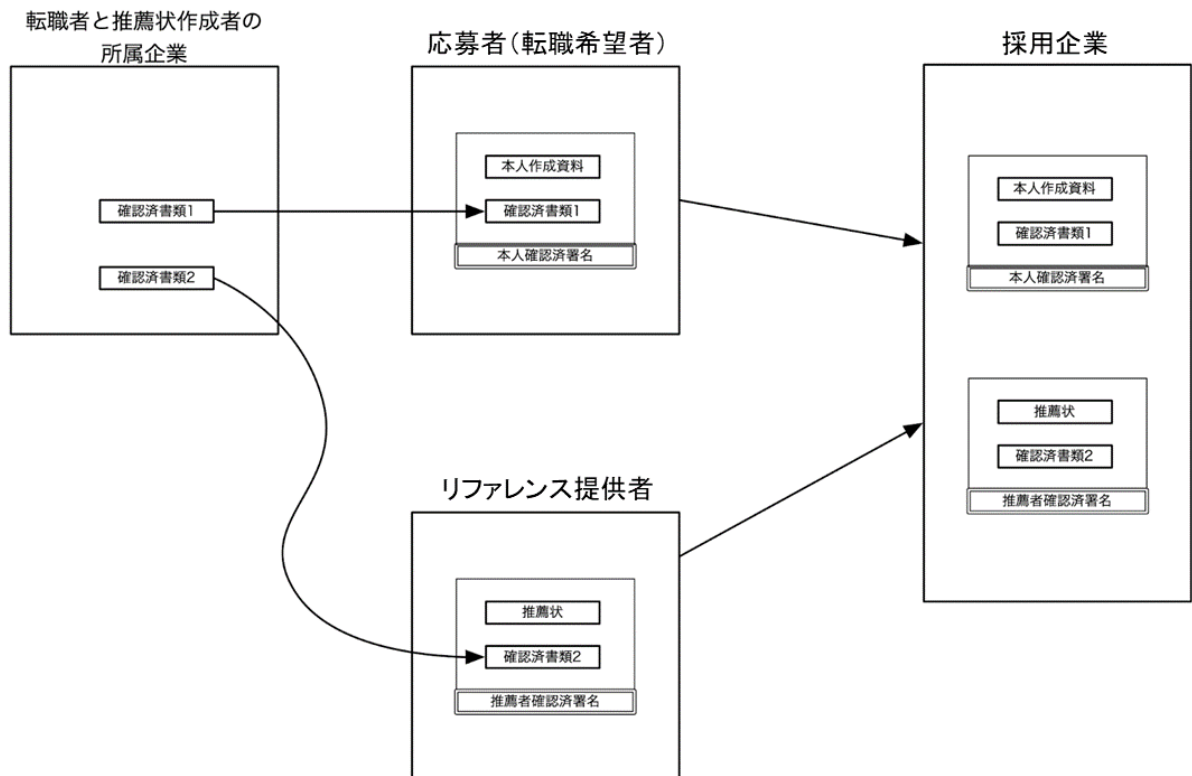 転職者と推薦状作成者の
所属企業
確認済書類1
確認済書類2
応募者(転職希望者)
本人作成資料
確認済書類1
本人確認済署名
リファレンス提供者
推薦状
確認済書類2
推薦者確認済署名
採用企業
本人作成資料
確認済書類1
本人確認済署名
推薦状
確認済書類2
推薦者確認済署名